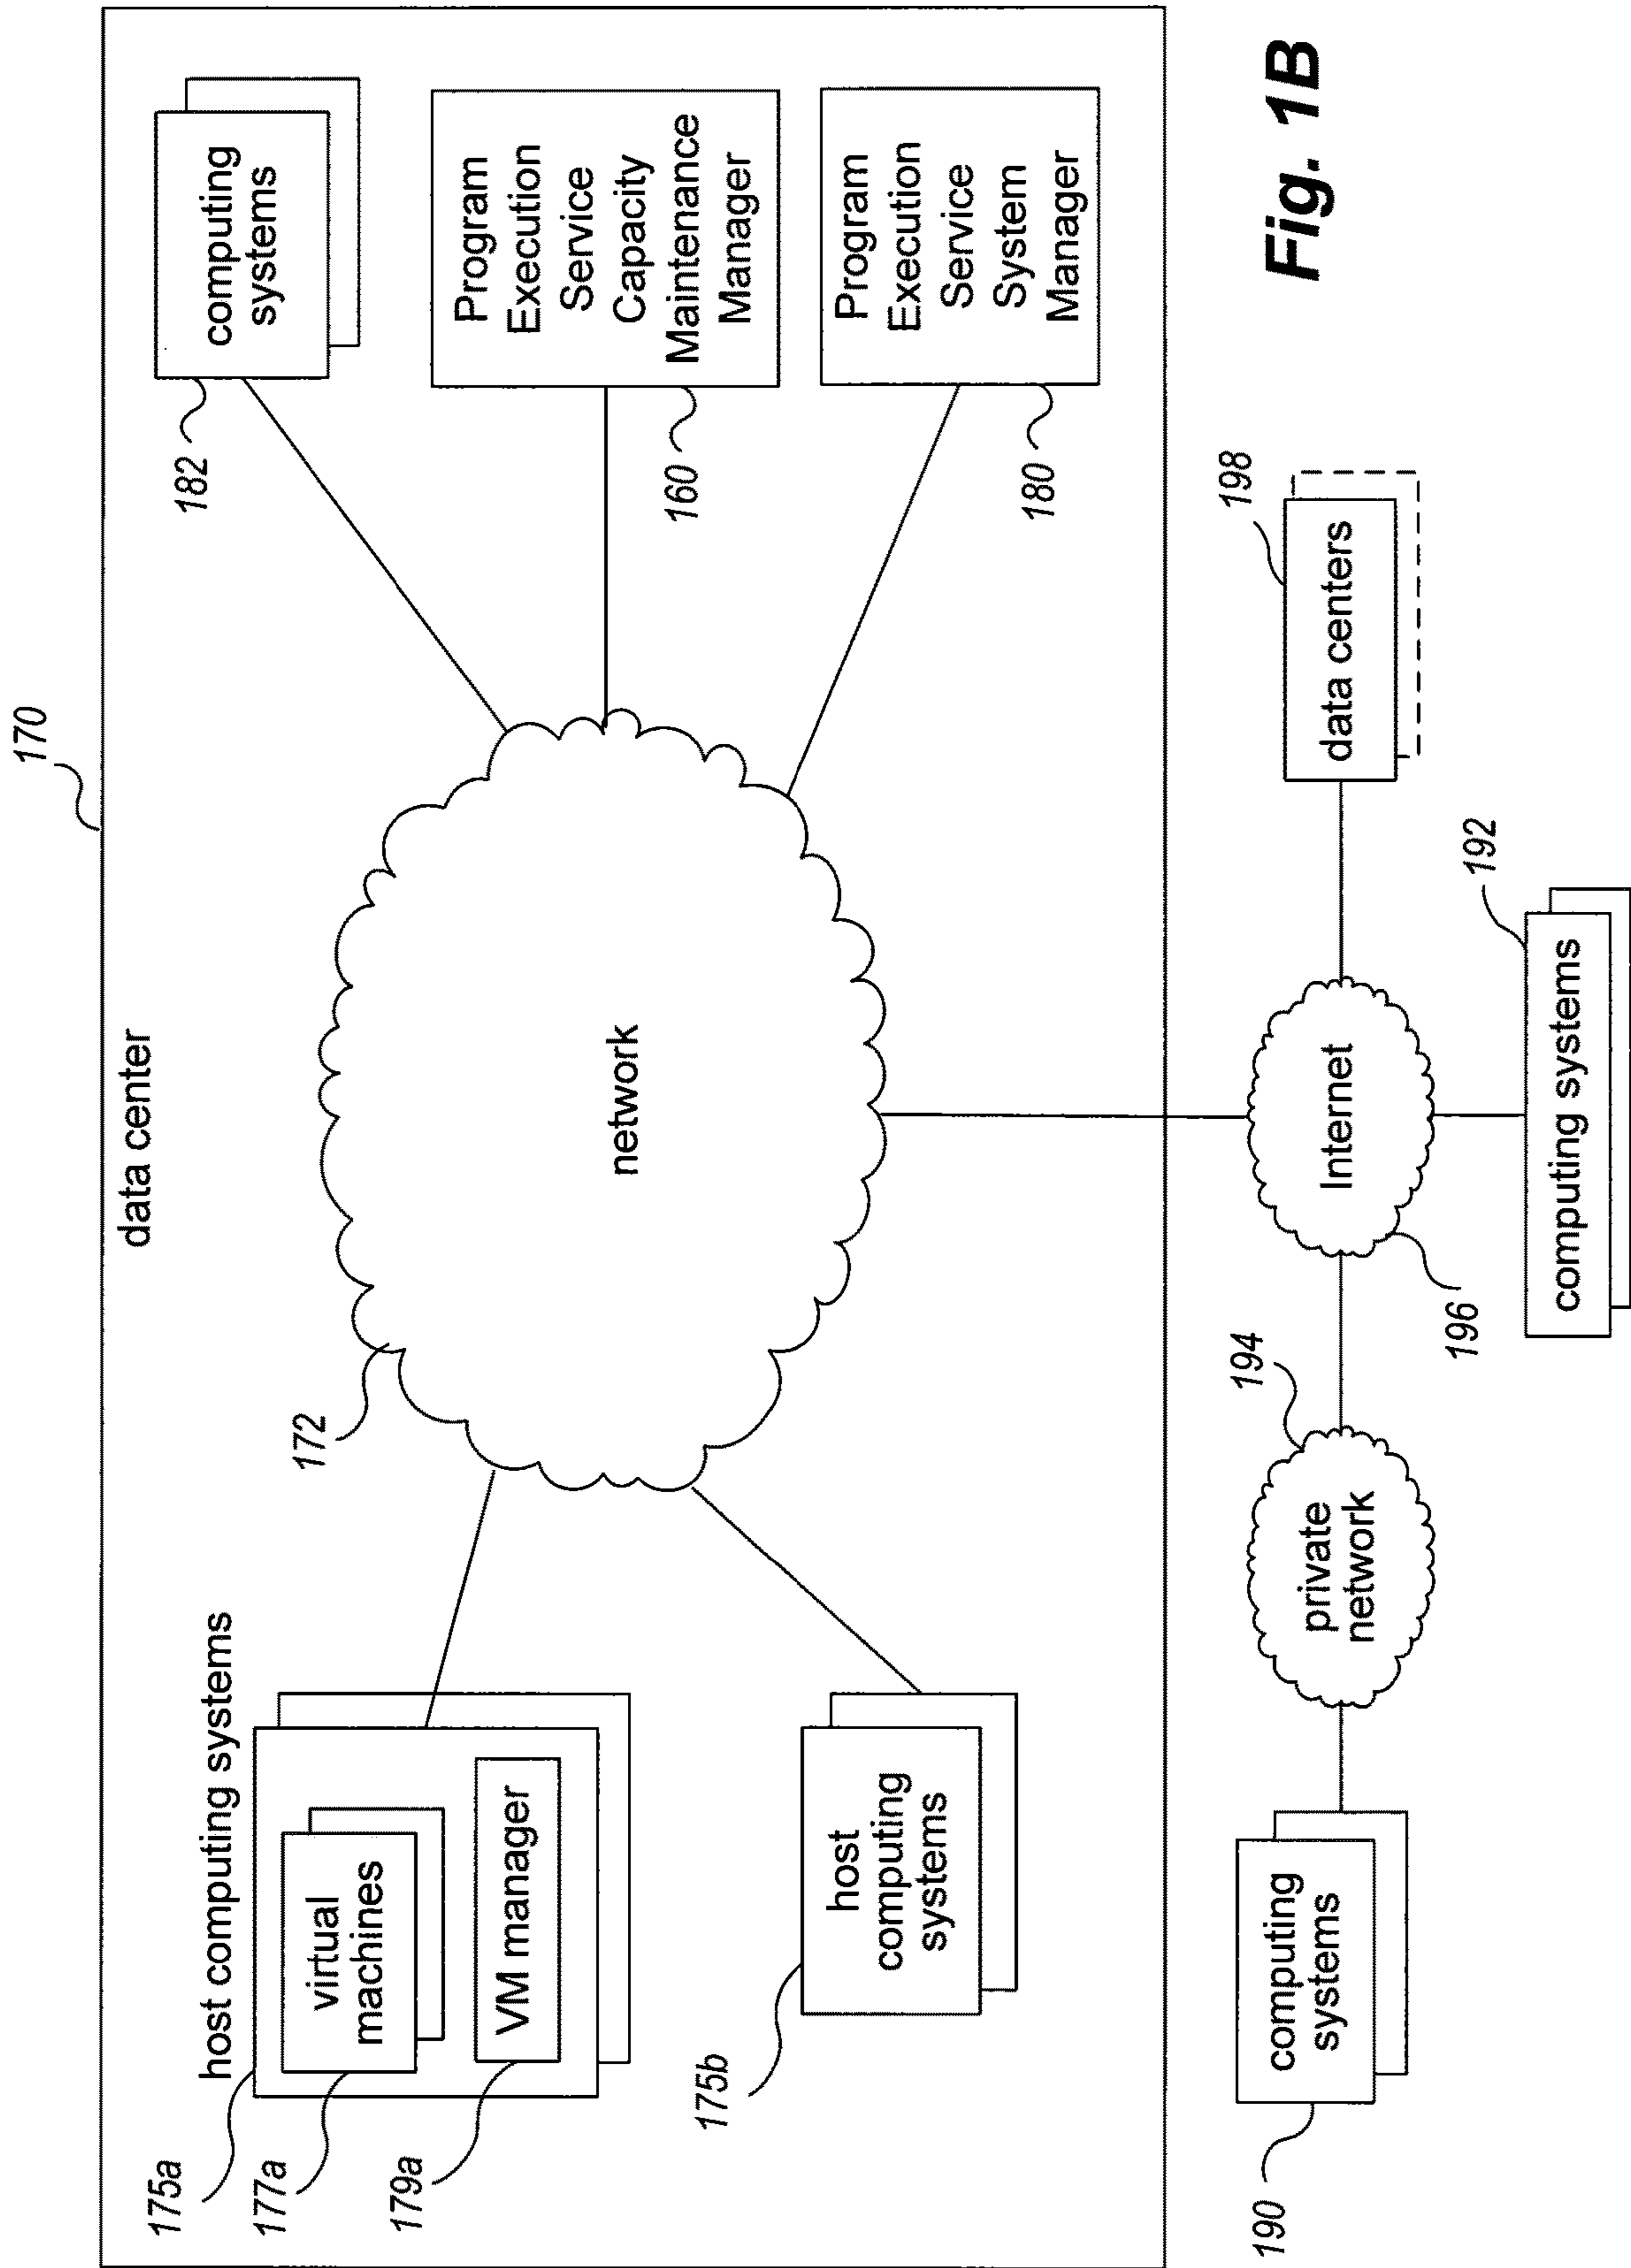 170
data center
host computing systems
175a
virtual
machines
177a
VM manager
179a
host
computing
systems
175b
172
network
computing
systems
182
Program
Execution
Service
Capacity
Maintenance
Manager
160
Program
Execution
Service
System
Manager
180
computing
systems
190
private
network
194
Internet
196
data centers
198
computing systems
192
Fig. 1B